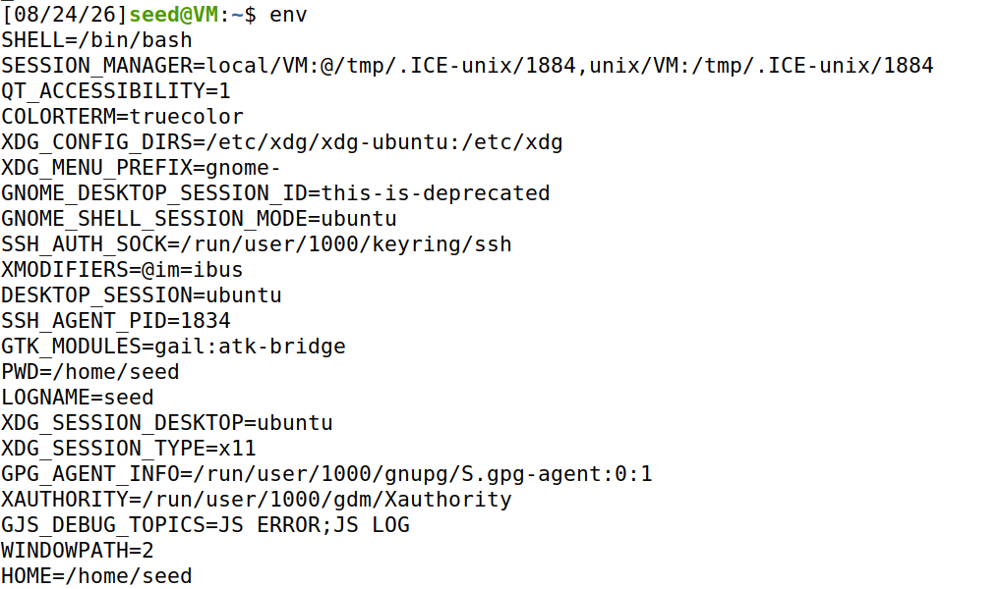 [08/24/26]seed@VM:~$ env
SHELL=/bin/bash
SESSION_MANAGER=local/VM:@/tmp/.ICE-unix/1884,unix/VM:/tmp/.ICE-unix/1884
QT_ACCESSIBILITY=1
COLORTERM=truecolor
XDG_CONFIG_DIRS=/etc/xdg/xdg-ubuntu:/etc/xdg
XDG_MENU_PREFIX=gnome-
GNOME_DESKTOP_SESSION_ID=this-is-deprecated
GNOME_SHELL_SESSION_MODE=ubuntu
SSH_AUTH_SOCK=/run/user/1000/keyring/ssh
XMODIFIERS=@im=ibus
DESKTOP_SESSION=ubuntu
SSH_AGENT_PID=1834
GTK_MODULES=gail:atk-bridge
PWD=/home/seed
LOGNAME=seed
XDG_SESSION_DESKTOP=ubuntu
XDG_SESSION_TYPE=x11
GPG_AGENT_INFO=/run/user/1000/gnupg/S.gpg-agent:0:1
XAUTHORITY=/run/user/1000/gdm/Xauthority
GJS_DEBUG_TOPICS=JS ERROR;JS LOG
WINDOWPATH=2
HOME=/home/seed